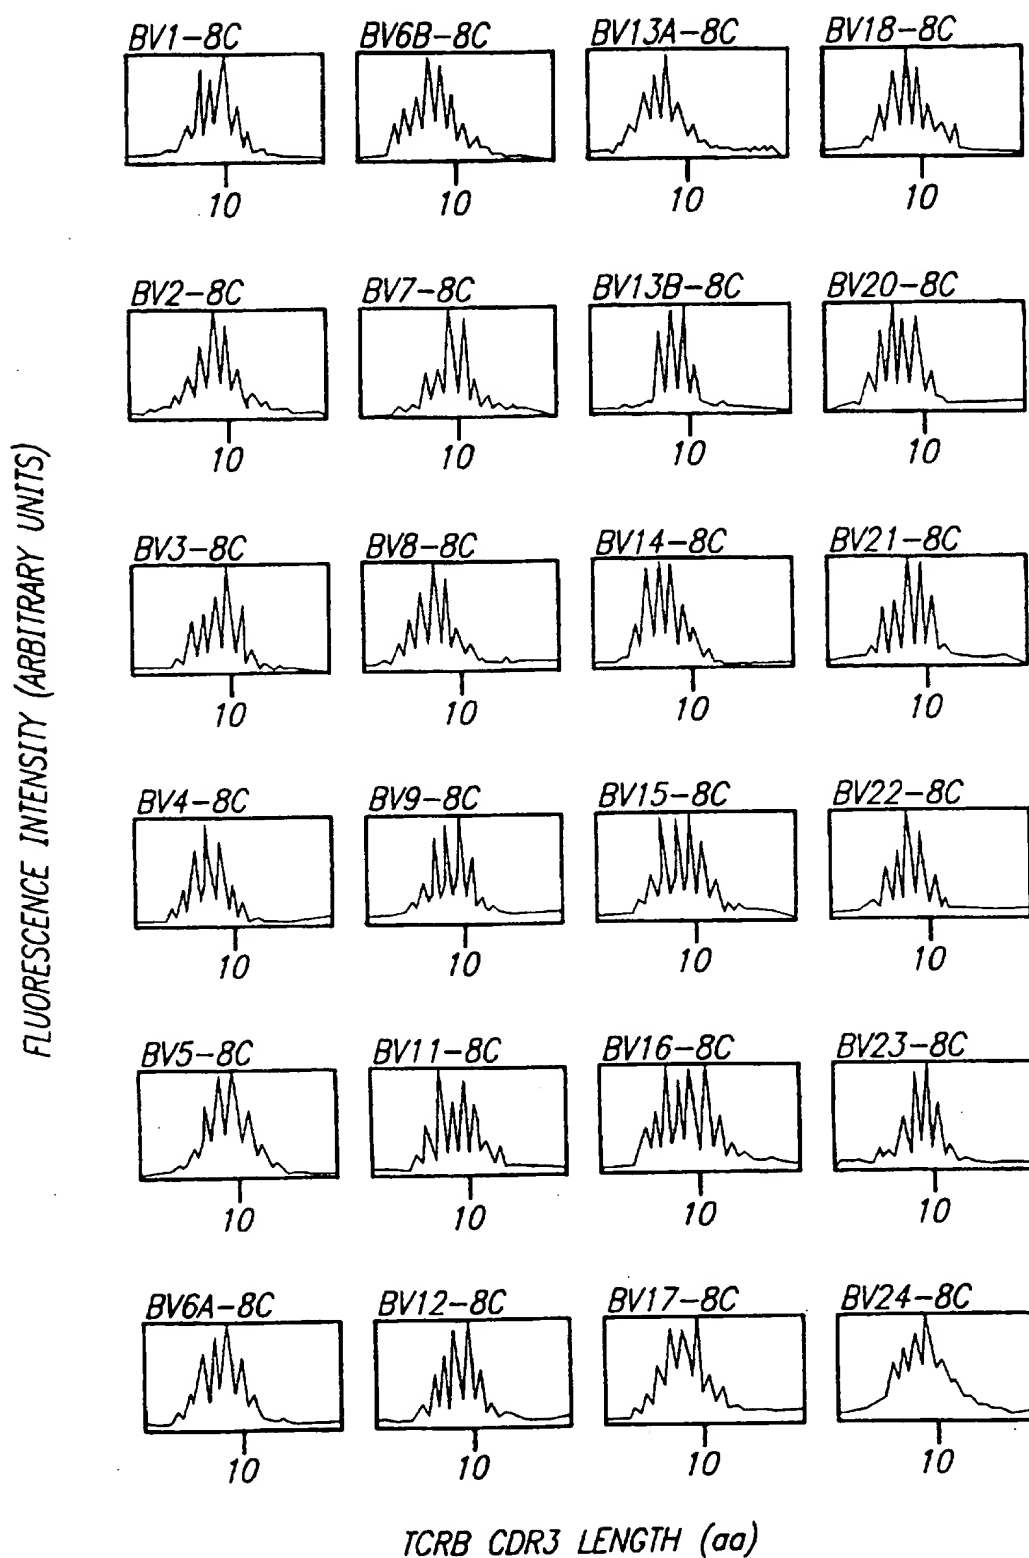 BV1-8C BV6B-8C BV13A-8C BV18-8C
10 10 10 10
BV2-8C BV7-8C BV13B-8C BV20-8C
10 10 10 10
BV3-8C BV8-8C BV14-8C BV21-8C
10 10 10 10
BV4-8C BV9-8C BV15-8C BV22-8C
10 10 10 10
BV5-8C BV11-8C BV16-8C BV23-8C
10 10 10 10
BV6A-8C BV12-8C BV17-8C BV24-8C
10 10 10 10
FLUORESCENCE INTENSITY (ARBITRARY UNITS)
TCRB CDR3 LENGTH (aa)